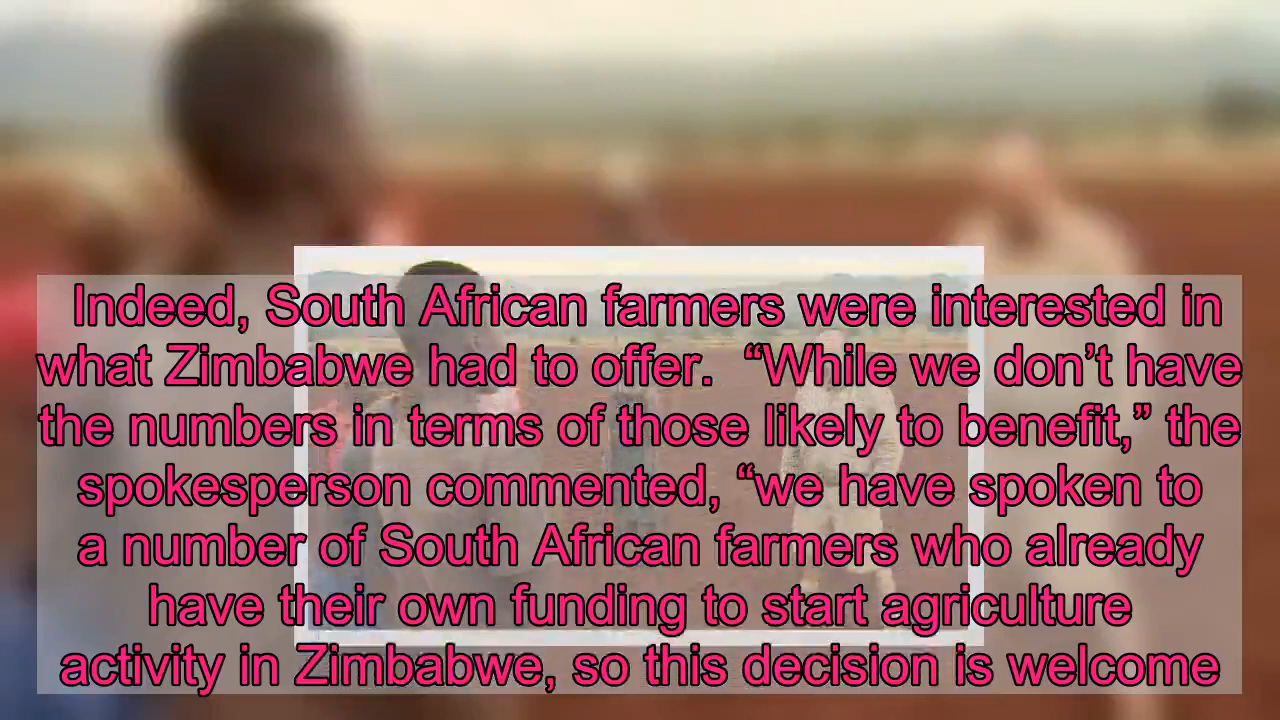 Indeed, South African farmers were interested in
what Zimbabwe had to offer.  “While we don’t have
the numbers in terms of those likely to benefit,” the
spokesperson commented, “we have spoken to
a number of South African farmers who already
have their own funding to start agriculture
activity in Zimbabwe, so this decision is welcome